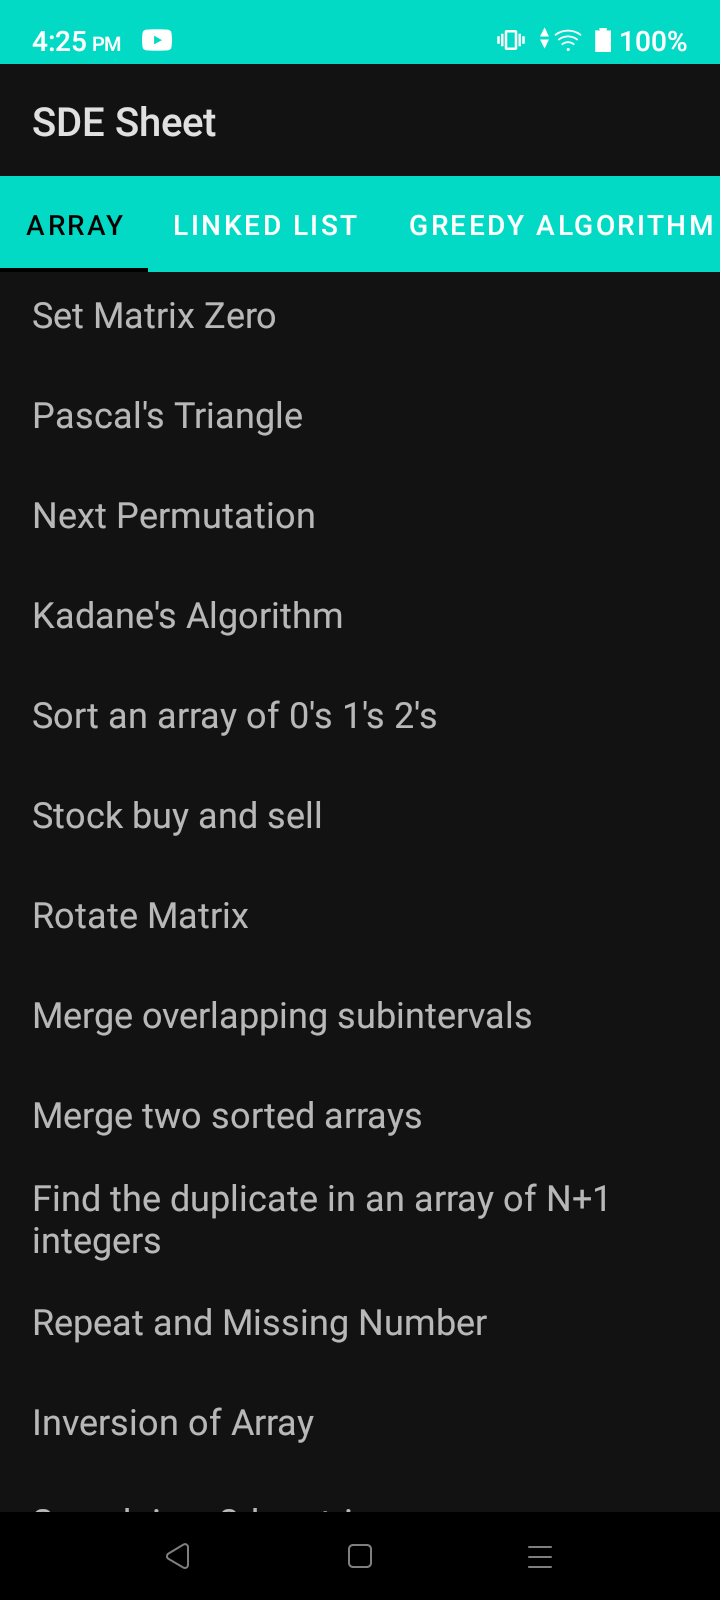 4:25 PM 100%
SDE Sheet
ARRAY LINKED LIST GREEDY ALGORITHM
Set Matrix Zero
Pascal's Triangle
Next Permutation
Kadane's Algorithm
Sort an array of 0's 1's 2's
Stock buy and sell
Rotate Matrix
Merge overlapping subintervals
Merge two sorted arrays
Find the duplicate in an array of N+1
integers
Repeat and Missing Number
Inversion of Array